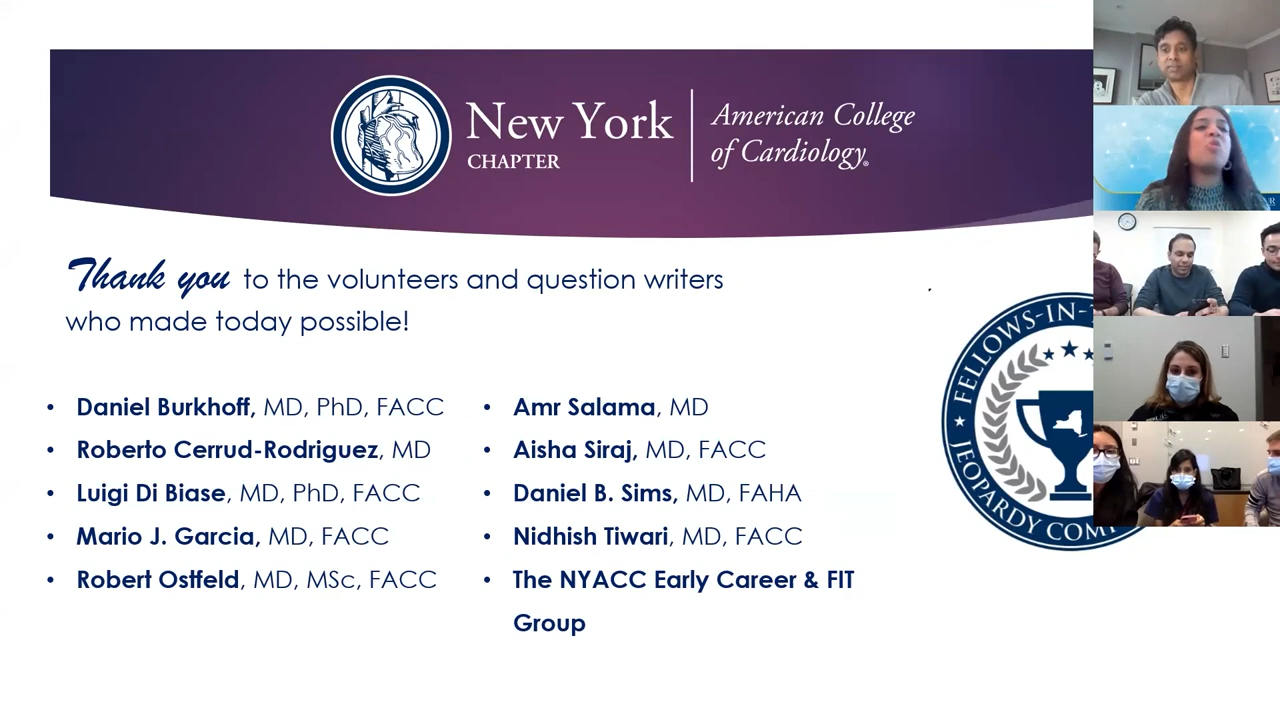 New York
CHAPTER
American College
of Cardiology®
Thank you to the volunteers and question writers
who made today possible!
• Daniel Burkhoff, MD, PhD, FACC
• Roberto Cerrud-Rodriguez, MD
• Luigi Di Biase, MD, PhD, FACC
• Mario J. Garcia, MD, FACC
• Robert Ostfeld, MD, MSc, FACC
• Amr Salama, MD
• Aisha Siraj, MD, FACC
• Daniel B. Sims, MD, FAHA
• Nidhish Tiwari, MD, FACC
• The NYACC Early Career & FIT
Group
FELLOWS-IN-
JEOPARDY COM